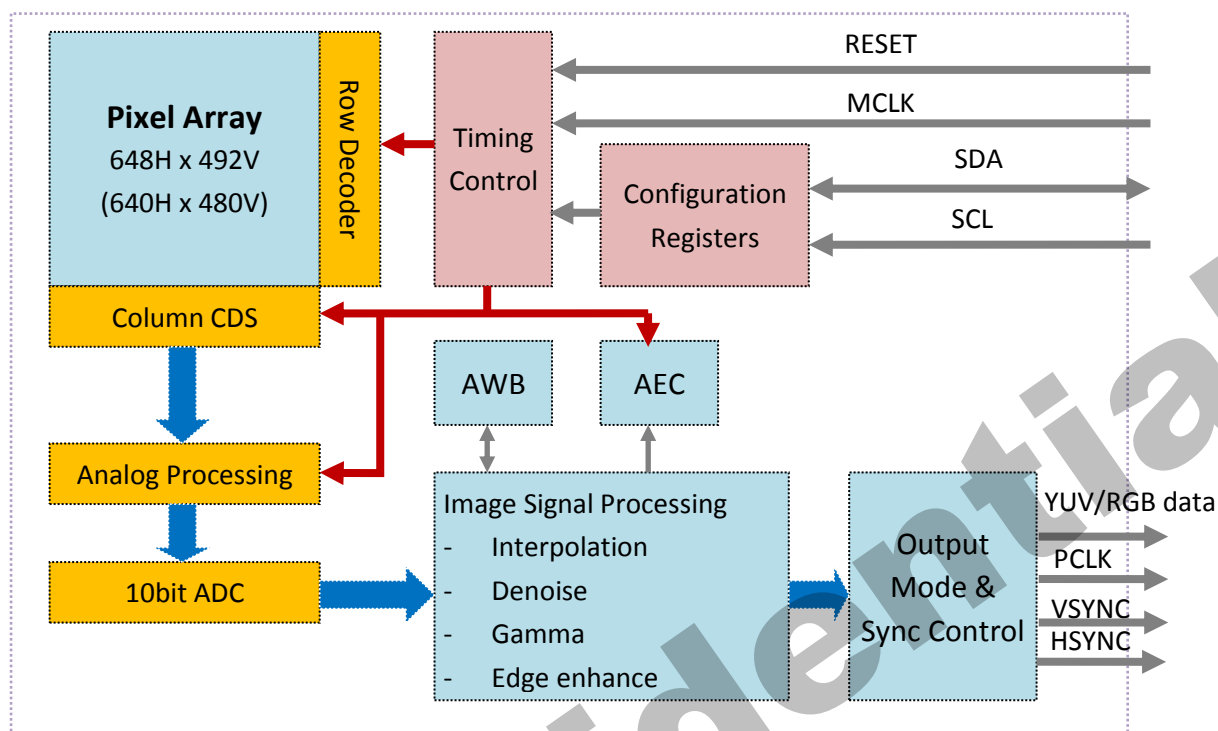 Pixel Array
648H x 492V
(640H x 480V)
Row Decoder
Timing
Control
RESET
MCLK
SDA
SCL
Configuration
Registers
Column CDS
AWB
AEC
Analog Processing
10bit ADC
Image Signal Processing
- Interpolation
- Denoise
- Gamma
- Edge enhance
Output
Mode &
Sync Control
YUV/RGB data
PCLK
VSYNC
HSYNC
idential